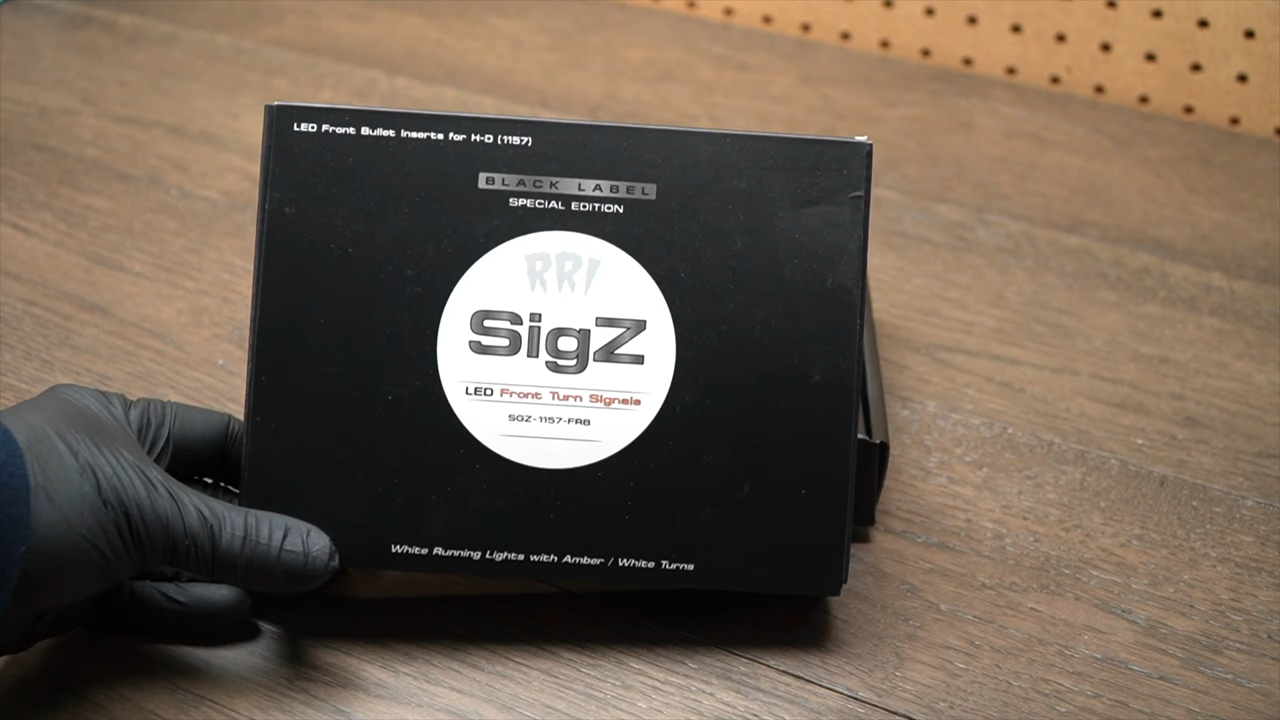 LED Front Bullet Inserts for H-D (1157)
BLACK LABEL
SPECIAL EDITION
RRI
SigZ
LED Front Turn Signals
SGZ-1157-FRB
White Running Lights with Amber / White Turns